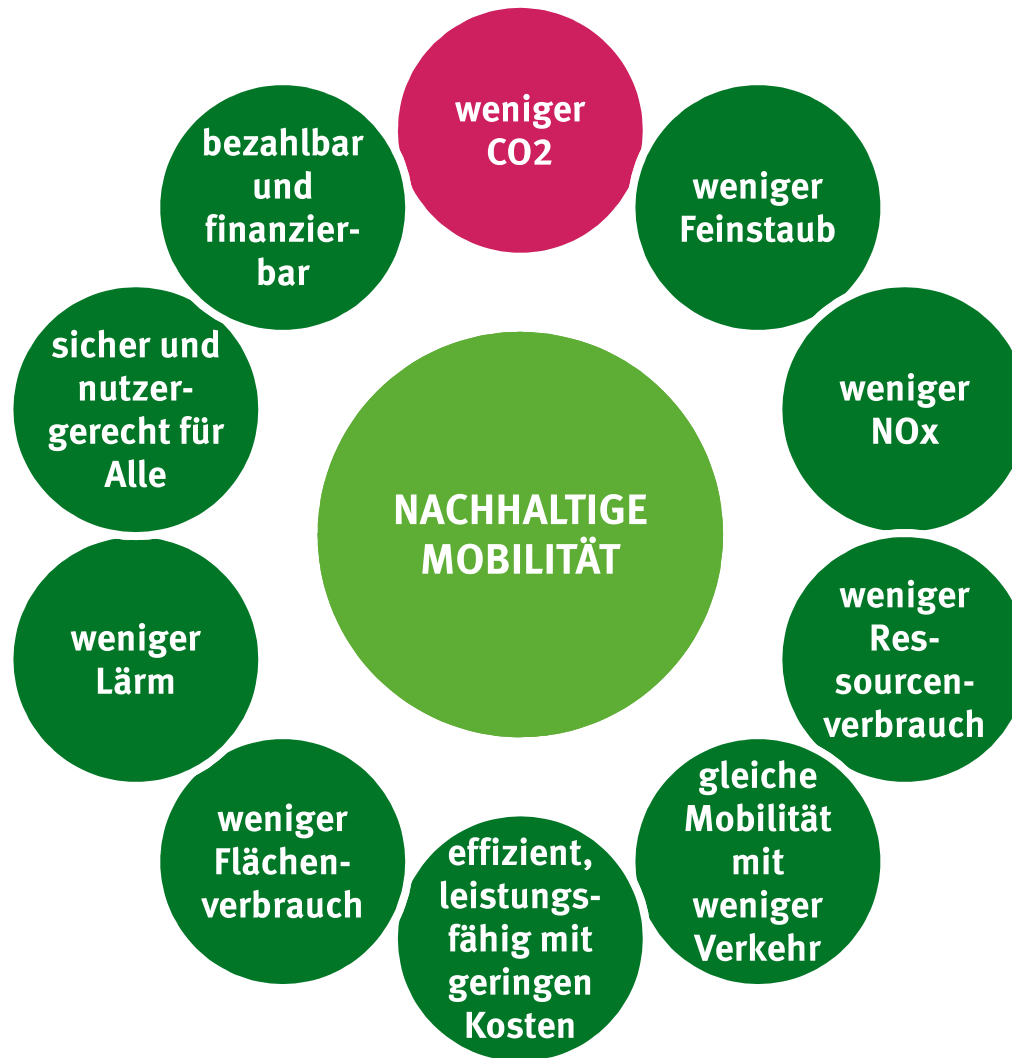 weniger
CO2
weniger
Feinstaub
weniger
NOx
weniger
Res-
sourcen-
verbrauch
gleiche
Mobilität
mit
weniger
Verkehr
effizient,
leistungs-
fähig mit
geringen
Kosten
weniger
Flächen-
verbrauch
weniger
Lärm
sicher und
nutzer-
gerecht für
Alle
bezahlbar
und
finanzier-
bar
NACHHALTIGE
MOBILITÄT